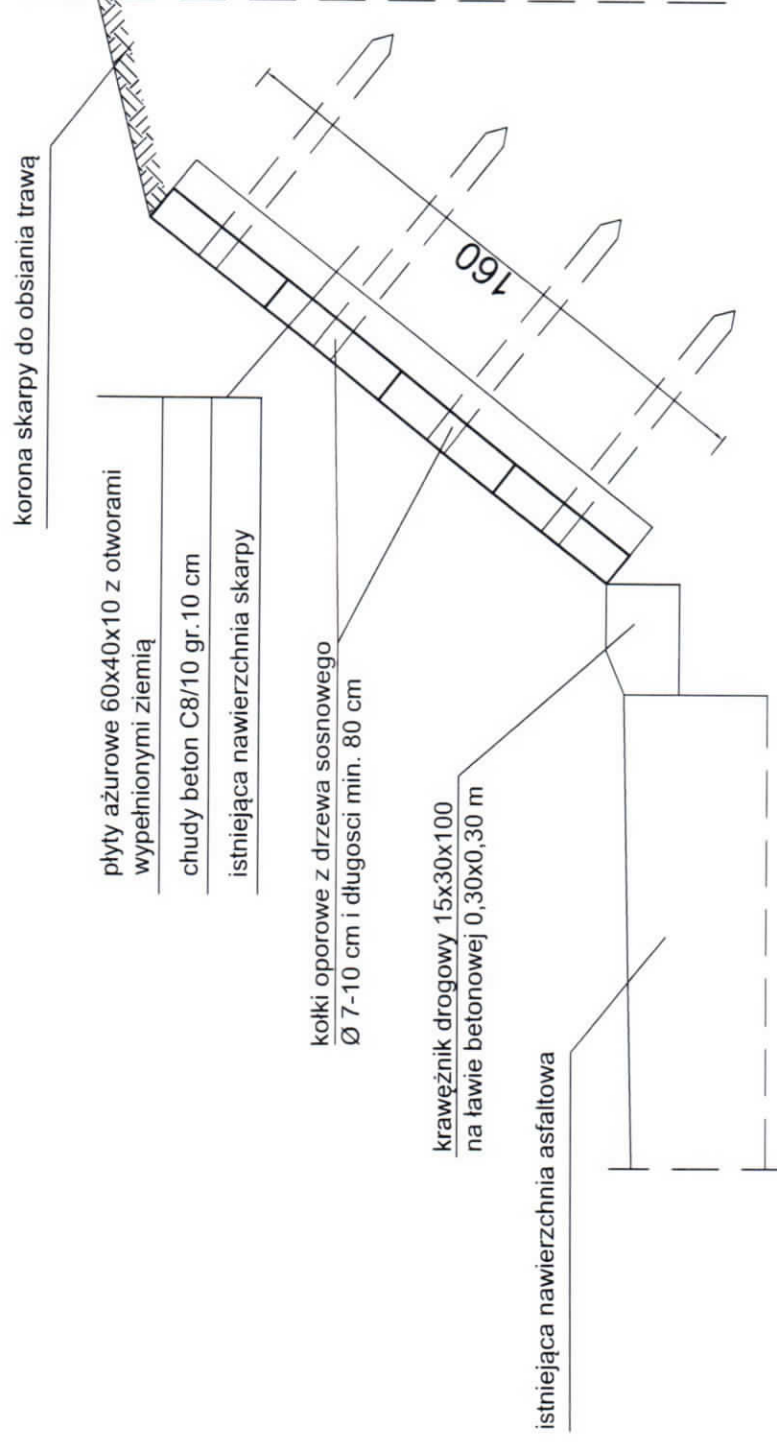 korona skarpy do obsiania trawą
płyty ażurowe 60x40x10 z otworami
wypełnionymi ziemią
chudy beton C8/10 gr.10 cm
istniejąca nawierzchnia skarpy
kołki oporowe z drzewa sosnowego
Ø 7-10 cm i długosci min. 80 cm
160
krawężnik drogowy 15x30x100
na ławie betonowej 0,30x0,30 m
istniejąca nawierzchnia asfaltowa